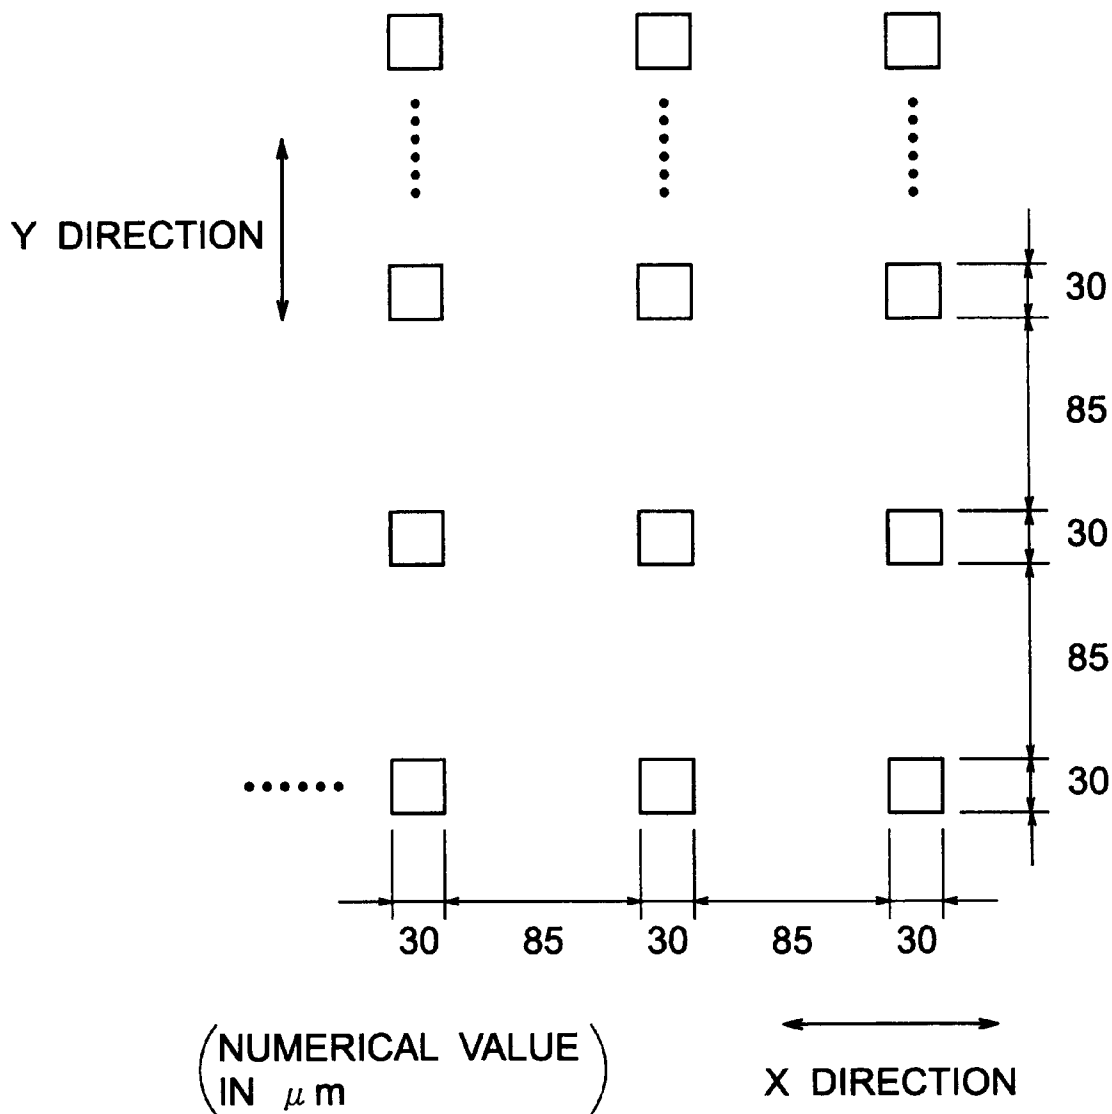 Y DIRECTION
30
85
30
85
30
30 85 30 85 30
(NUMERICAL VALUE
IN μm)
X DIRECTION